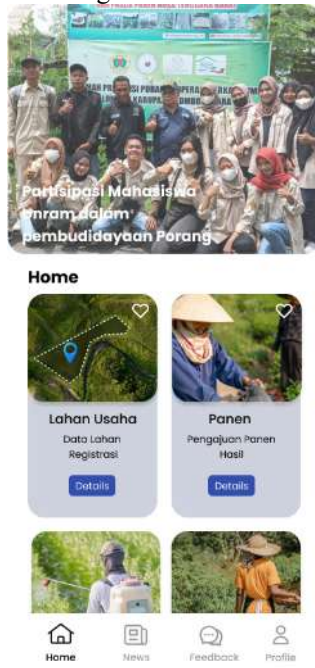 Partisipasi Mahasiswa
Unram dalam
pembudidayaan Porang
Home
Lahan Usaha
Data Lahan
Registrasi
Details
Panen
Pengajuan Panen
Hasil
Details
Home
News
Feedback
Profile